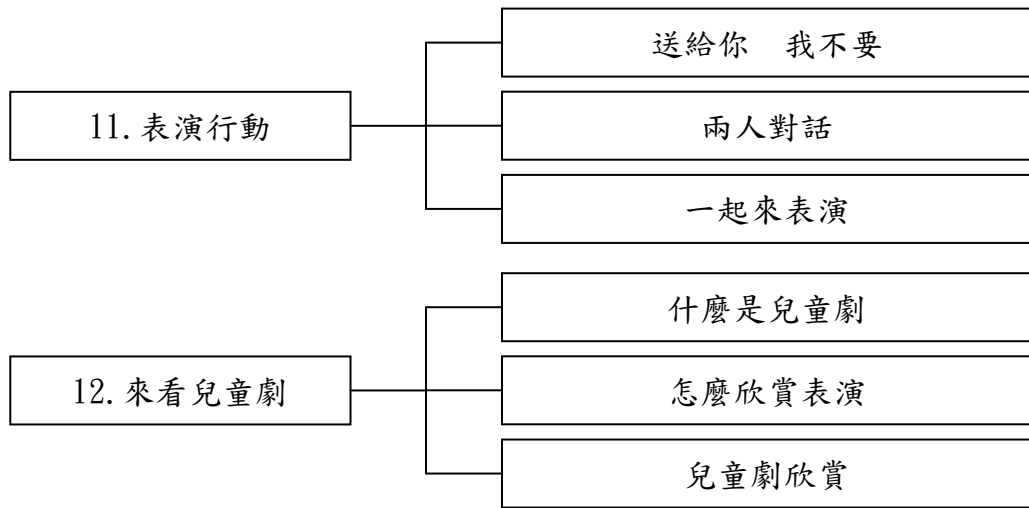 送給你　我不要
11.表演行動
兩人對話
一起來表演
什麼是兒童劇
12.來看兒童劇
怎麼欣賞表演
兒童劇欣賞